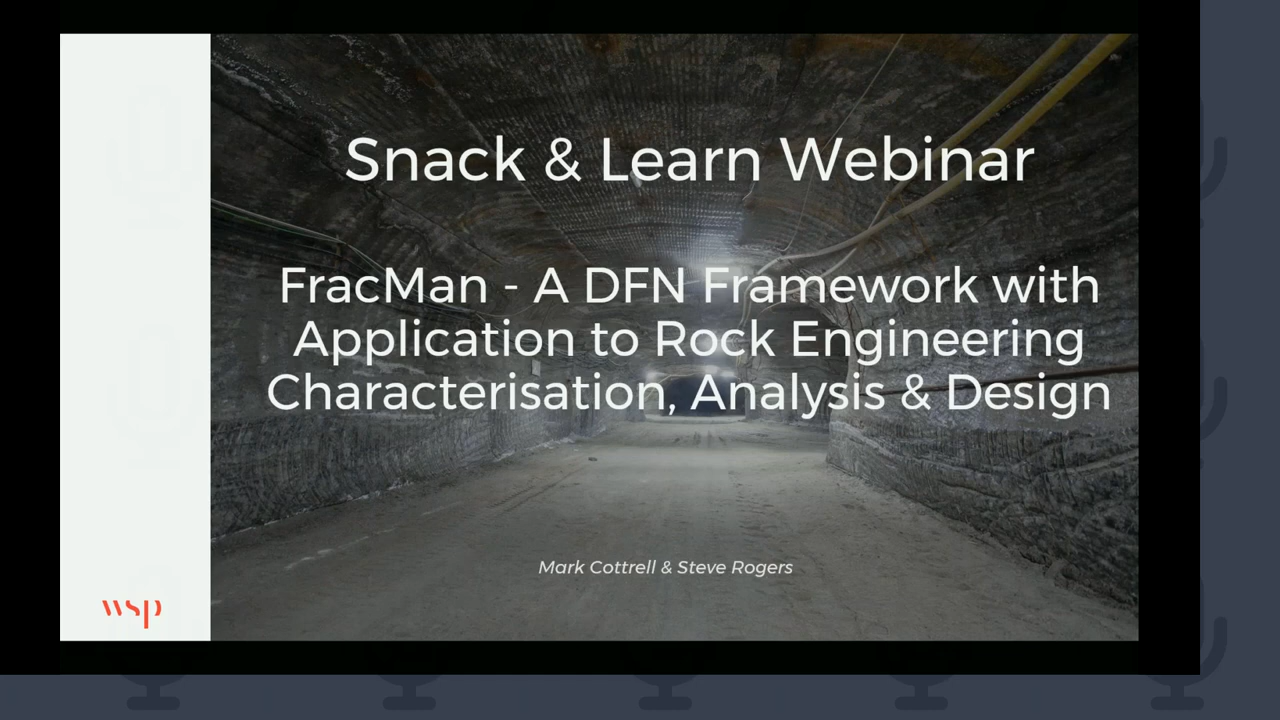 Snack & Learn Webinar
FracMan - A DFN Framework with
Application to Rock Engineering
Characterisation, Analysis & Design
Mark Cottrell & Steve Rogers
wsp